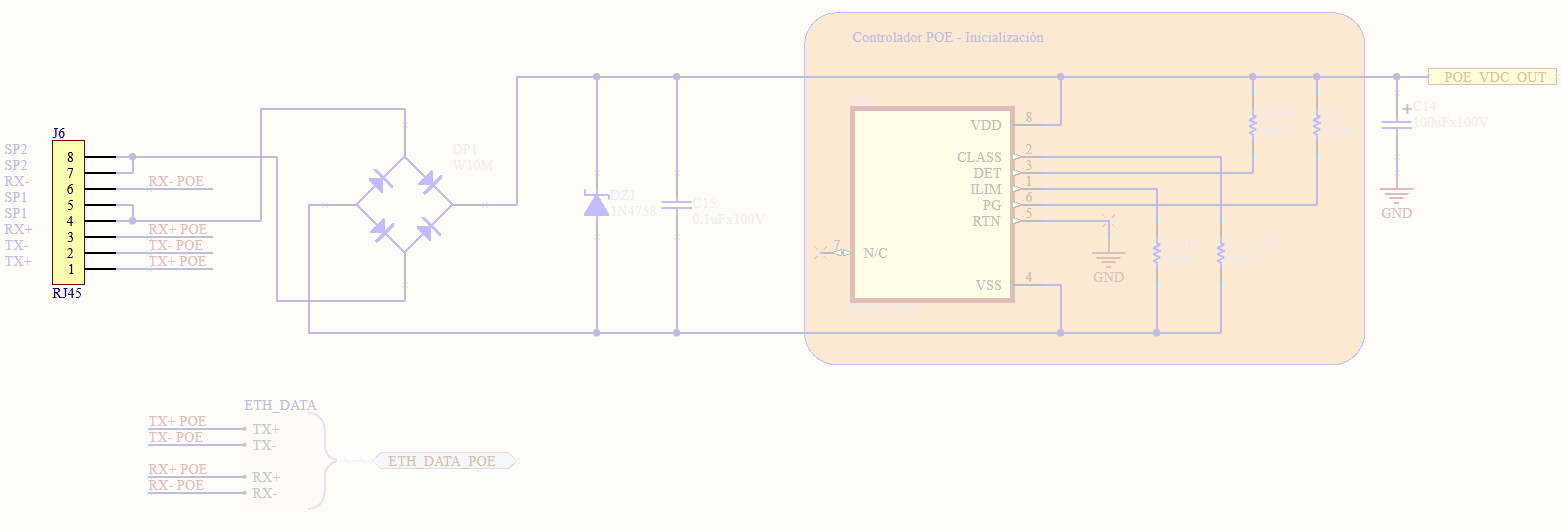 Controlador POE - Inicialización
POE_VDC_OUT
J6
SP2 8
SP2 7
RX- 6 RX- POE
SP1 5
SP1 4
RX+ 3 RX+ POE
TX- 2 TX- POE
TX+ 1 TX+ POE
RJ45
DP1
W10M
DZ1
1N4758
C15
0.1uFx100V
VDD 8
CLASS 2
DET 3
ILIM 1
PG 6
RTN 5
7 N/C
VSS 4
GND
C14
100uFx100V
GND
ETH_DATA
TX+ POE TX+
TX- POE TX-
RX+ POE RX+
RX- POE RX-
ETH_DATA_POE